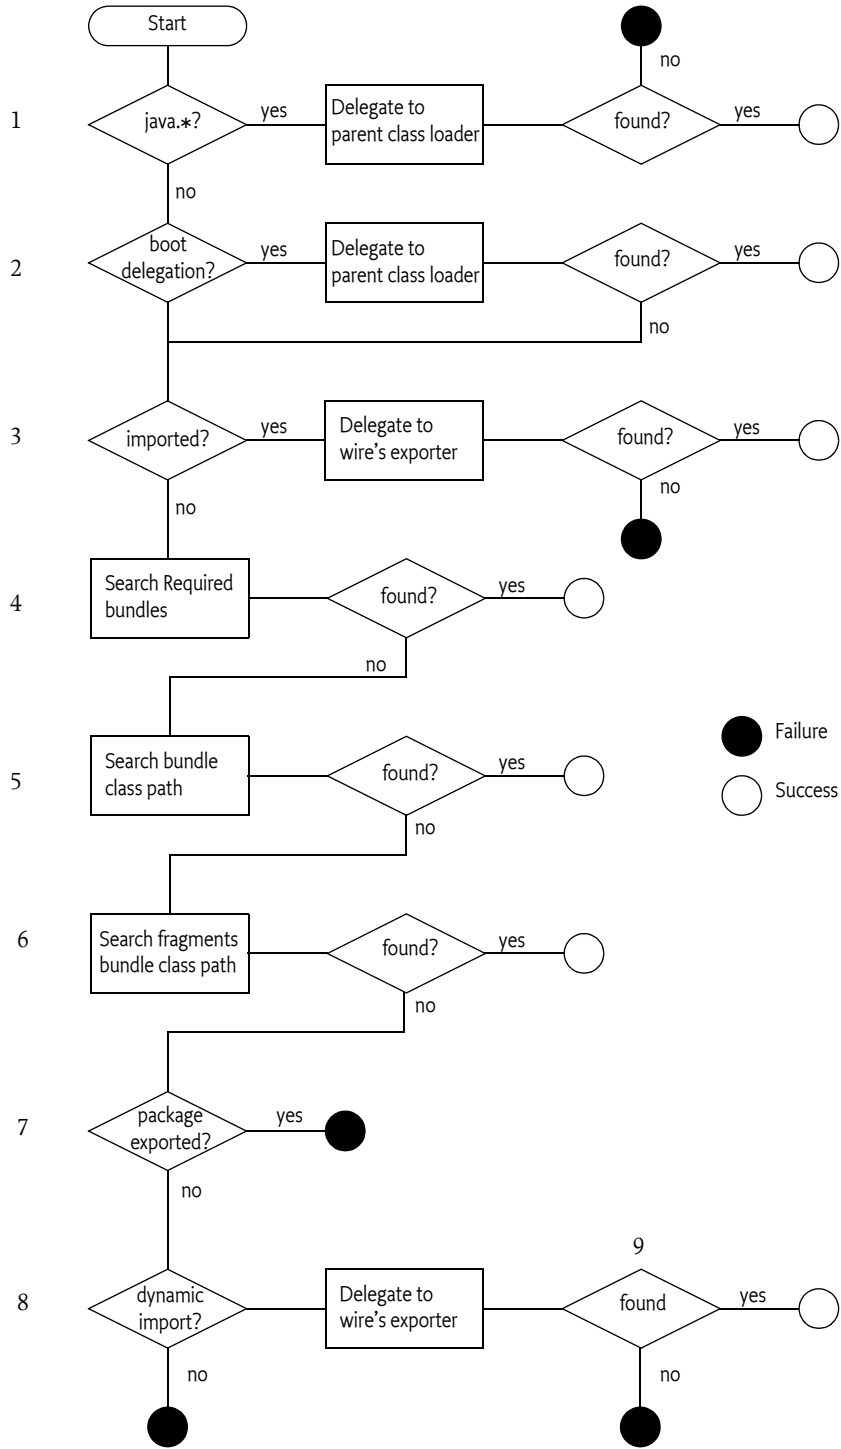 Start
no
1
java.*?
yes
Delegate to
parent class loader
found?
yes
no
2
boot
delegation?
yes
Delegate to
parent class loader
found?
yes
no
3
imported?
yes
Delegate to
wire's exporter
found?
yes
no
no
4
Search Required
bundles
found?
yes
no
Failure
Success
5
Search bundle
class path
found?
yes
no
6
Search fragments
bundle class path
found?
yes
no
7
package
exported?
yes
no
9
8
dynamic
import?
Delegate to
wire's exporter
found
yes
no
no